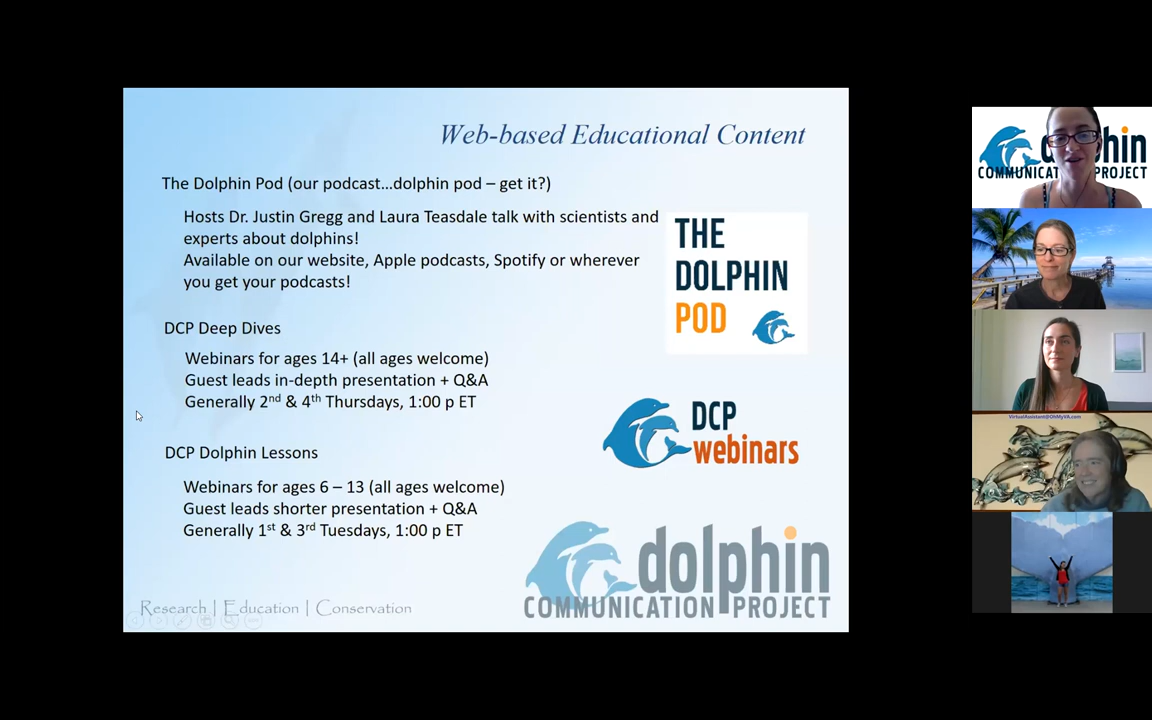 Web-based Educational Content
The Dolphin Pod (our podcast...dolphin pod – get it?)
Hosts Dr. Justin Gregg and Laura Teasdale talk with scientists and
experts about dolphins!
Available on our website, Apple podcasts, Spotify or wherever
you get your podcasts!
THE
DOLPHIN
POD
DCP Deep Dives
Webinars for ages 14+ (all ages welcome)
Guest leads in-depth presentation + Q&A
Generally 2nd & 4th Thursdays, 1:00 p ET
DCP
webinars
DCP Dolphin Lessons
Webinars for ages 6 – 13 (all ages welcome)
Guest leads shorter presentation + Q&A
Generally 1st & 3rd Tuesdays, 1:00 p ET
dolphin
COMMUNICATION PROJECT
Research | Education | Conservation
VirtualAssistant@OhMyVA.com